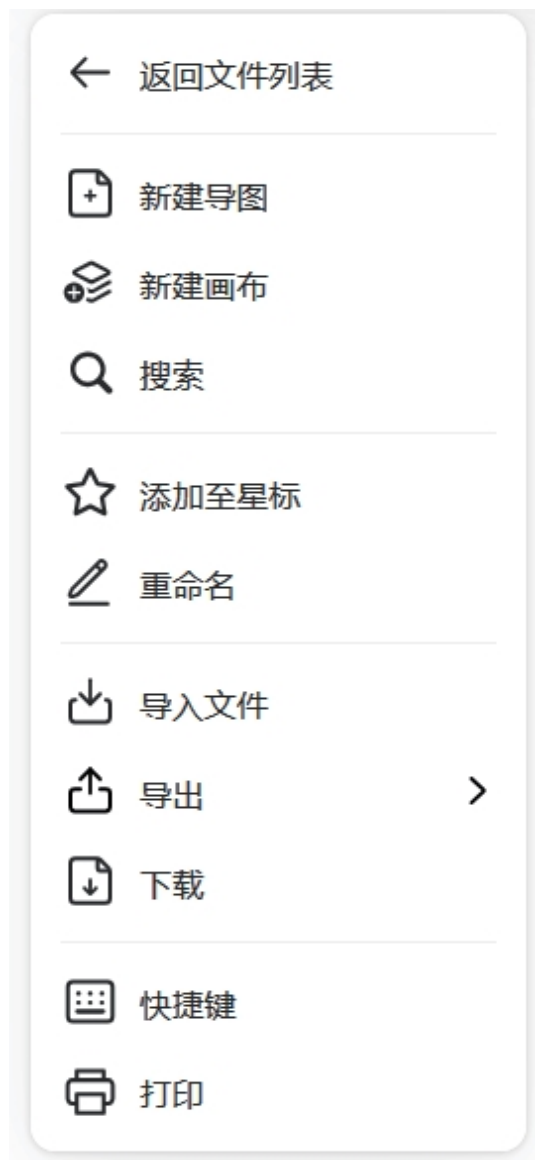 返回文件列表
新建导图
新建画布
搜索
添加至星标
重命名
导入文件
导出
下载
快捷键
打印